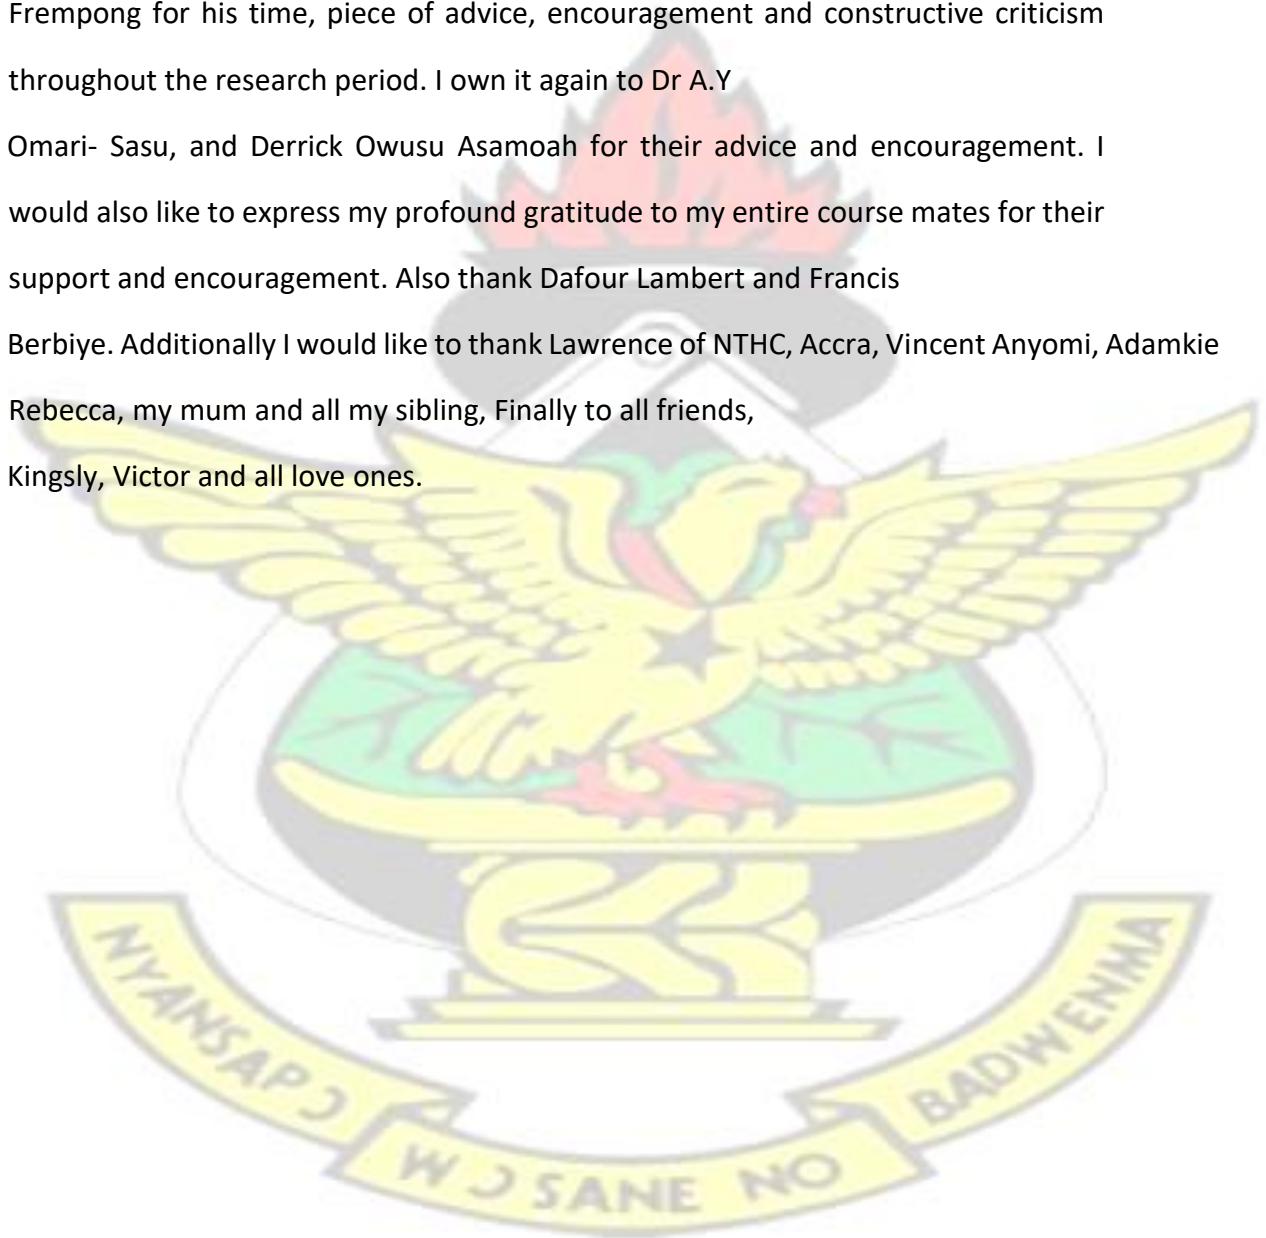 Frempong for his time, piece of advice, encouragement and constructive criticism
throughout the research period. I own it again to Dr A.Y
Omari- Sasu, and Derrick Owusu Asamoah for their advice and encouragement. I
would also like to express my profound gratitude to my entire course mates for their
support and encouragement. Also thank Dafour Lambert and Francis
Berbiye. Additionally I would like to thank Lawrence of NTHC, Accra, Vincent Anyomi, Adamkie
Rebecca, my mum and all my sibling, Finally to all friends,
Kingsly, Victor and all love ones.
NYANSAPƆ
WƆSANE NO
BADWENMA